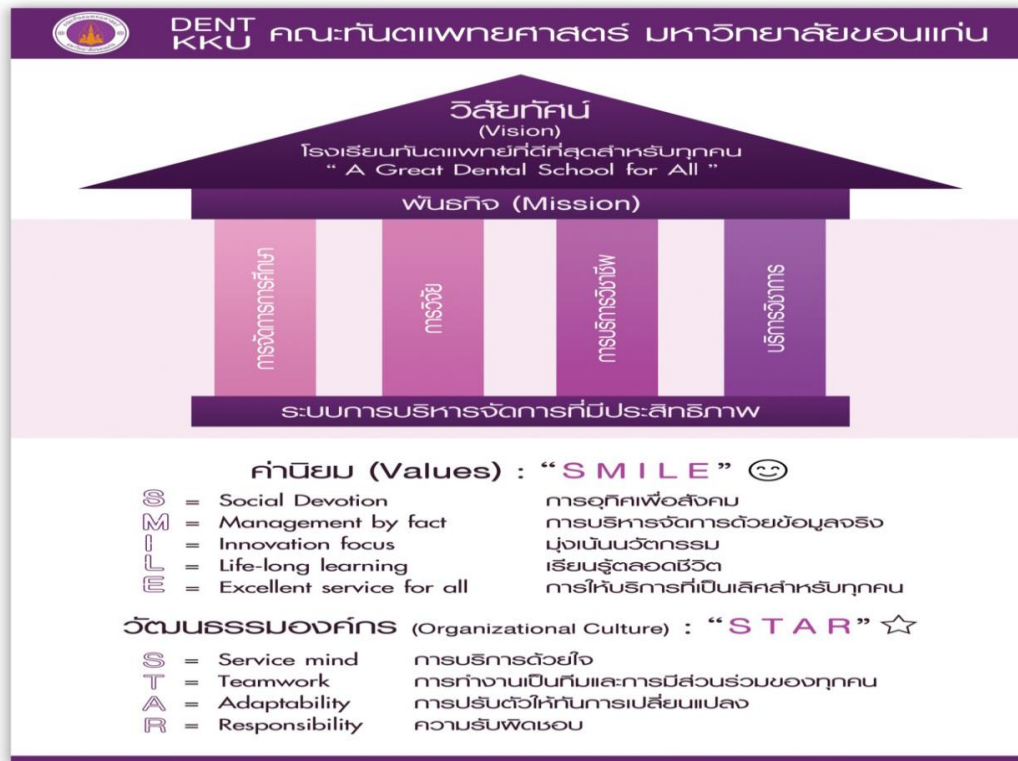 DENT
KKU คณะทันตแพทยศาสตร์ มหาวิทยาลัยขอนแก่น
วิสัยทัศน์
(Vision)
โรงเรียนทันตแพทย์ที่ดีที่สุดสำหรับทุกคน
“ A Great Dental School for All ”
พันธกิจ (Mission)
การจัดการการศึกษา
การวิจัย
การบริการวิชาชีพ
บริการวิชาการ
ระบบการบริหารจัดการที่มีประสิทธิภาพ
ค่านิยม (Values) : “S M I L E”
S = Social Devotion การอุทิศเพื่อสังคม
M = Management by fact การบริหารจัดการด้วยข้อมูลจริง
I = Innovation focus มุ่งเน้นนวัตกรรม
L = Life-long learning เรียนรู้ตลอดชีวิต
E = Excellent service for all การให้บริการที่เป็นเลิศสำหรับทุกคน
วัฒนธรรมองค์กร (Organizational Culture) : “S T A R”
S = Service mind การบริการด้วยใจ
T = Teamwork การทำงานเป็นทีมและการมีส่วนร่วมของทุกคน
A = Adaptability การปรับตัวให้ทันการเปลี่ยนแปลง
R = Responsibility ความรับผิดชอบ